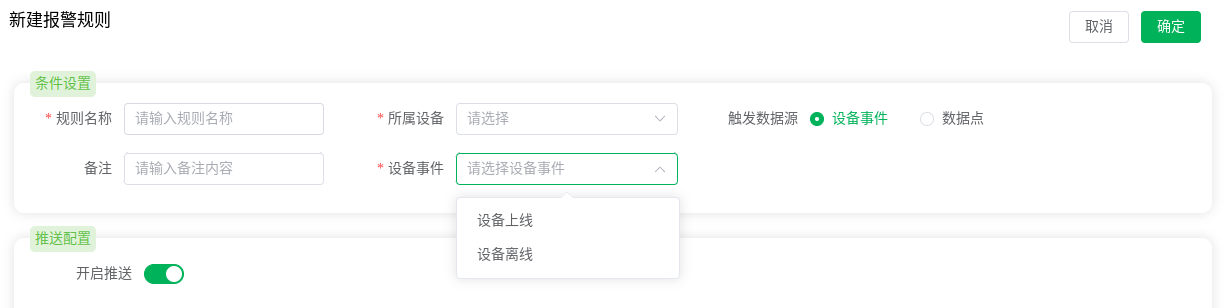 新建报警规则
取消
确定
条件设置
* 规则名称 请输入规则名称 * 所属设备 请选择 触发数据源 设备事件 数据点
备注 请输入备注内容 * 设备事件 请选择设备事件
设备上线
设备离线
推送配置
开启推送